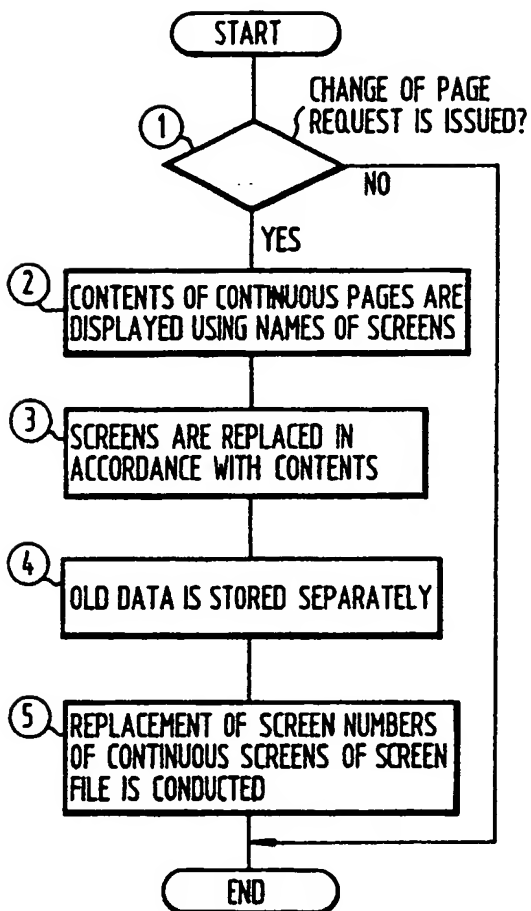 START
CHANGE OF PAGE
REQUEST IS ISSUED?
1
NO
YES
2
CONTENTS OF CONTINUOUS PAGES ARE
DISPLAYED USING NAMES OF SCREENS
3
SCREENS ARE REPLACED IN
ACCORDANCE WITH CONTENTS
4
OLD DATA IS STORED SEPARATELY
5
REPLACEMENT OF SCREEN NUMBERS
OF CONTINUOUS SCREENS OF SCREEN
FILE IS CONDUCTED
END